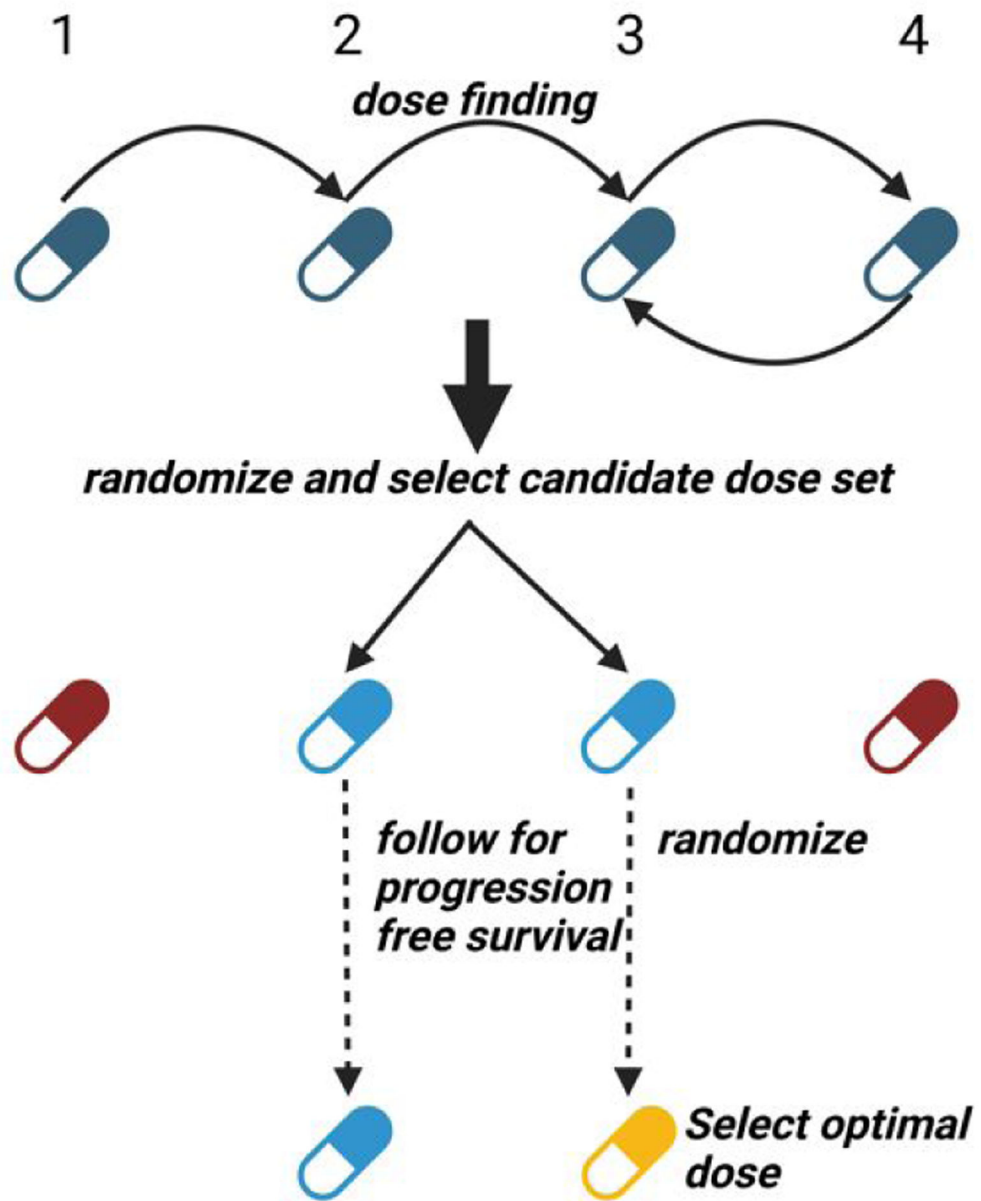 1 2 3 4
dose finding
randomize and select candidate dose set
follow for
progression
free survival
randomize
Select optimal
dose